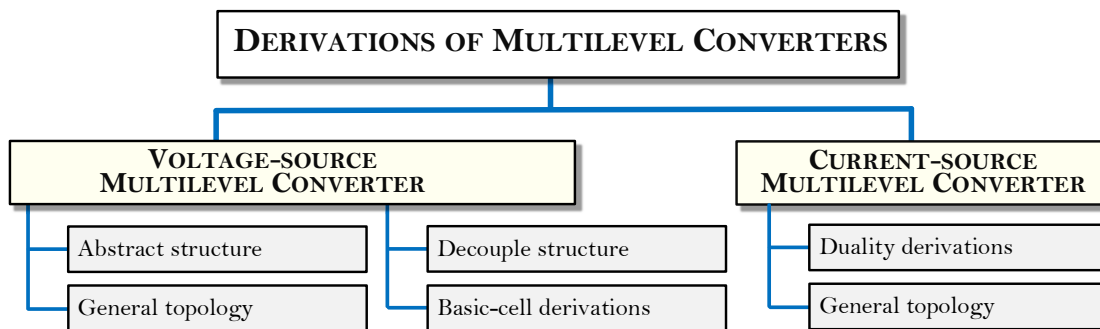 DERIVATIONS OF MULTILEVEL CONVERTERS
VOLTAGE-SOURCE
MULTILEVEL CONVERTER
Abstract structure
General topology
Decouple structure
Basic-cell derivations
CURRENT-SOURCE
MULTILEVEL CONVERTER
Duality derivations
General topology